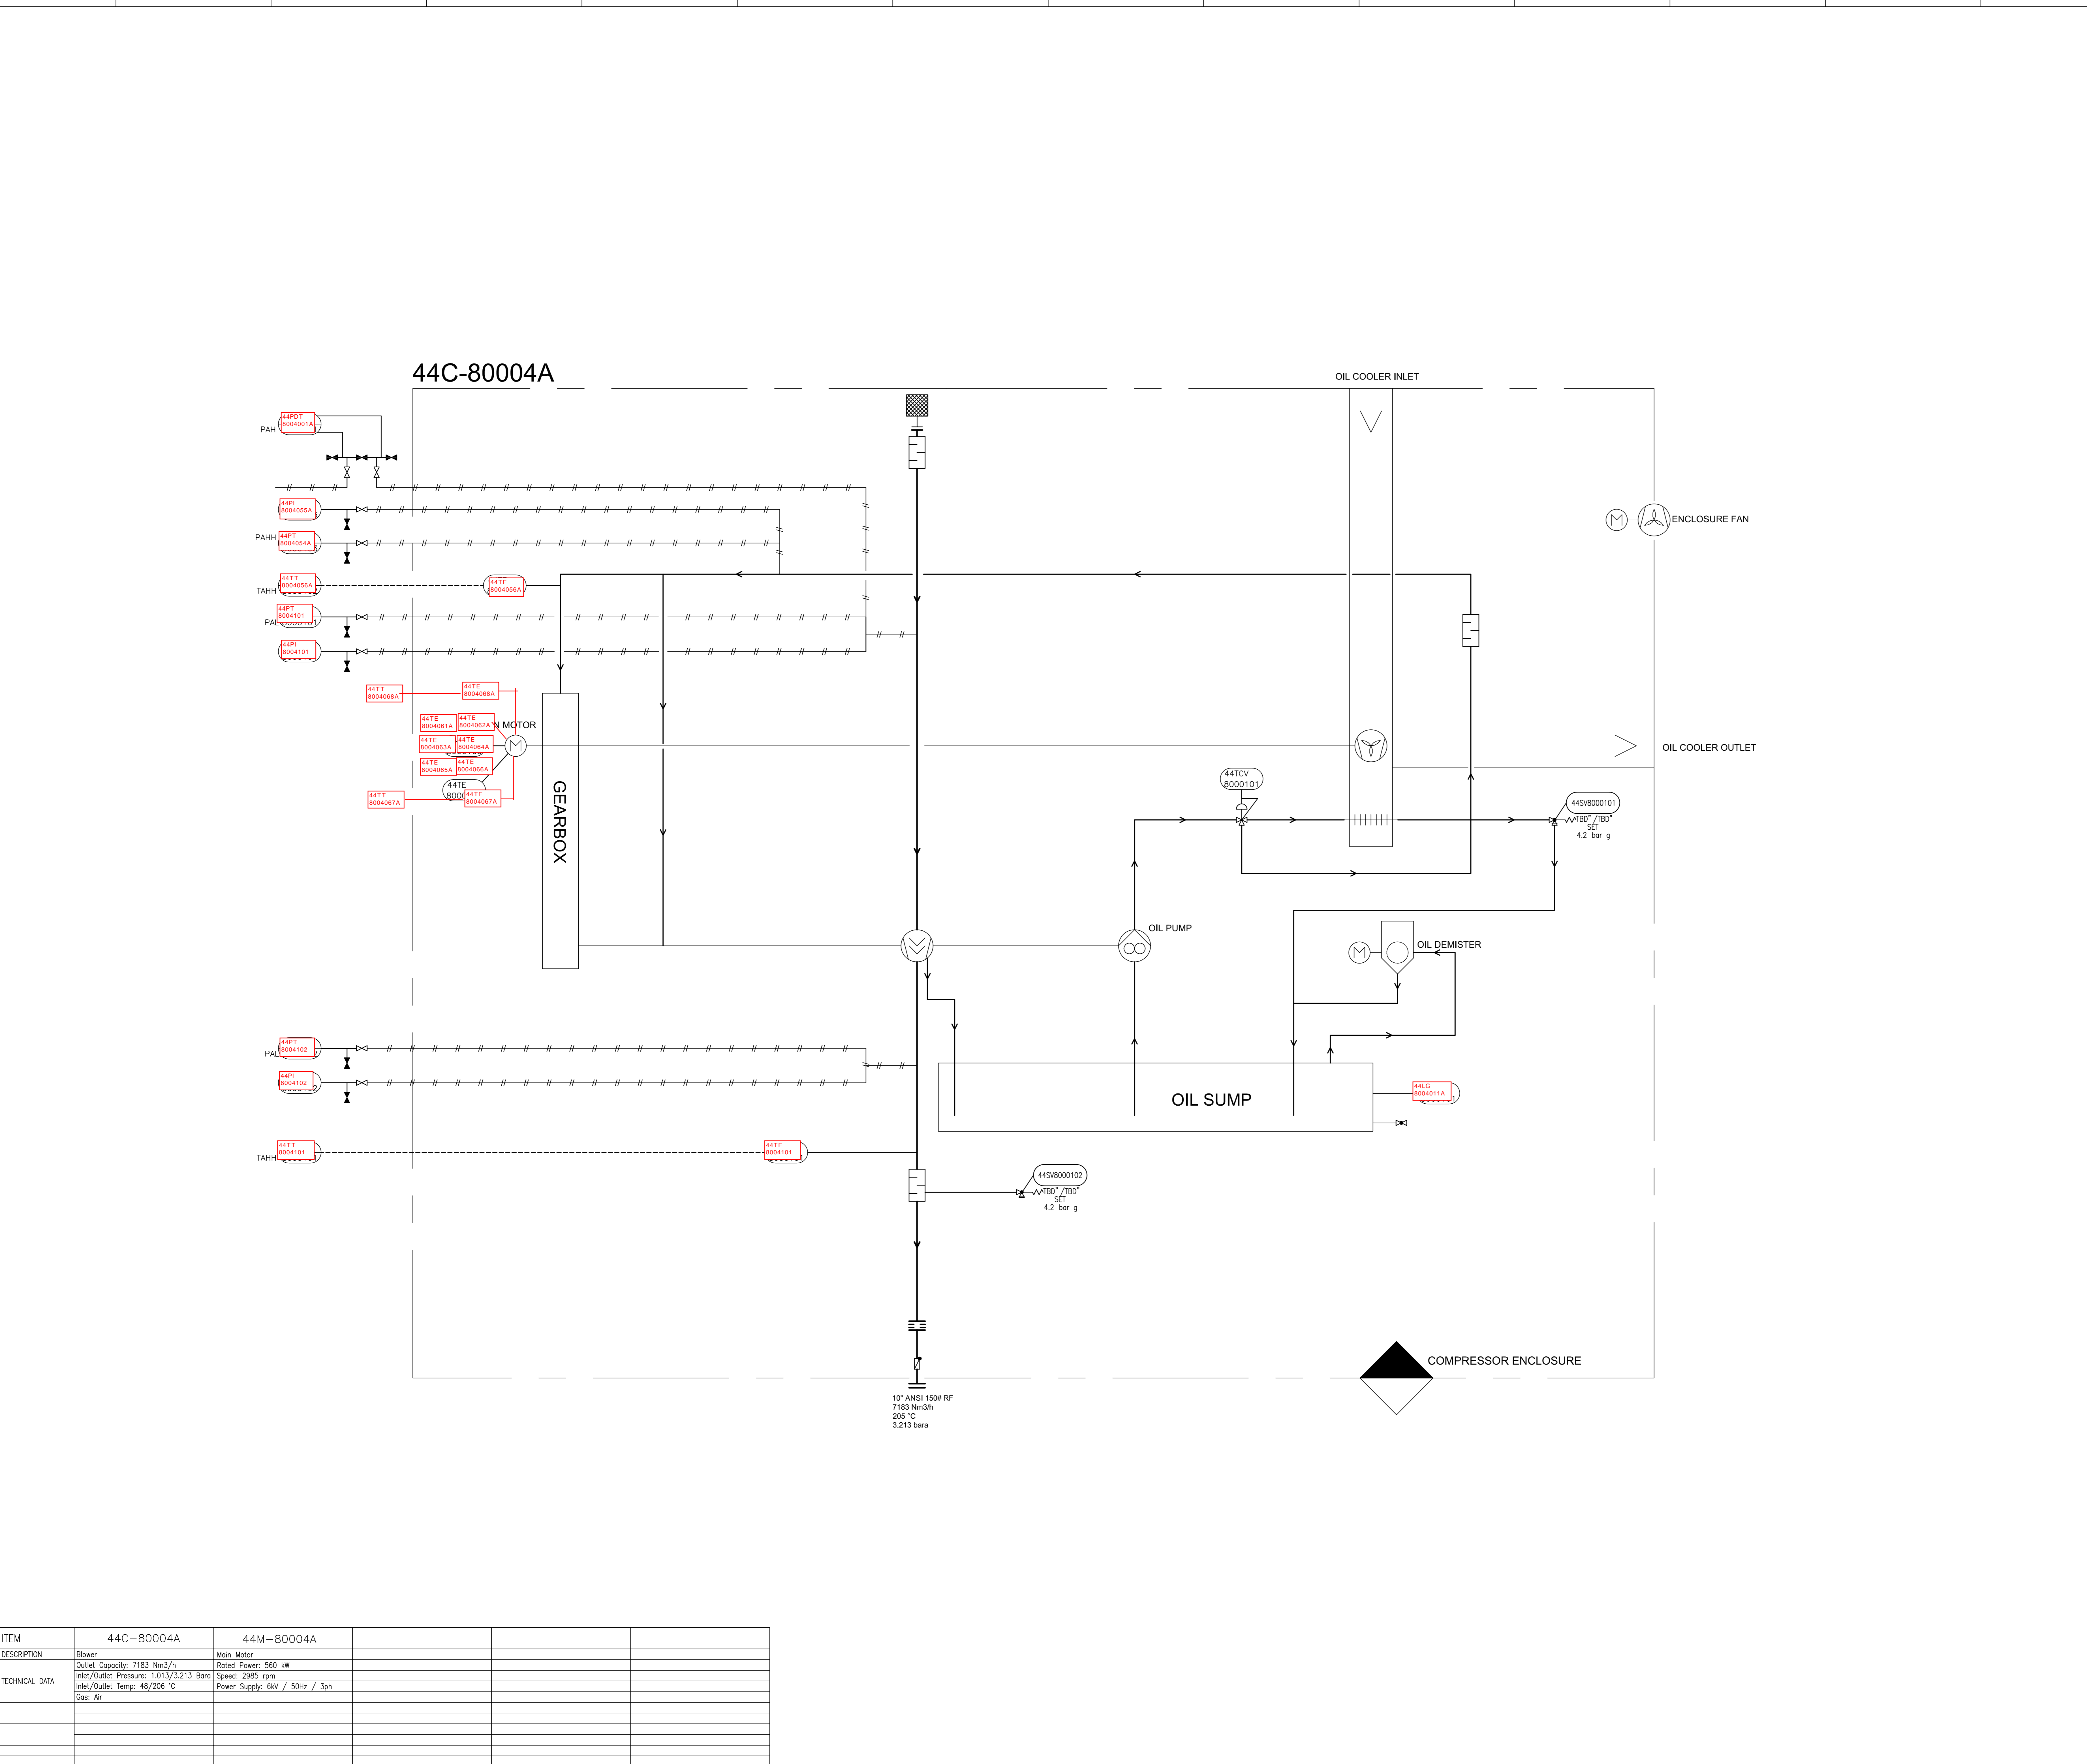 44C-80004A
OIL COOLER INLET
44PDT
8004001A
PAH
44PI
8004055A
ENCLOSURE FAN
PAHH
44PT
8004054A
44TT
8004056A
TAHH
44TE
8004056A
44PT
8004101
PAL
44PI
8004101
44TT
8004068A
44TE
8004068A
44TE
8004061A
44TE
8004062A
N MOTOR
44TE
8004063A
44TE
8004064A
OIL COOLER OUTLET
44TE
8004065A
44TE
8004066A
44TCV
8000101
44TE
8000
44TT
8004067A
44TE
8004067A
GEARBOX
44SV8000101
TBD"/TBD"
SET
4.2 bar g
OIL PUMP
OIL DEMISTER
44PT
8004102
PAL
44PI
8004102
OIL SUMP
44LG
8004011A
44TT
8004101
TAHH
44TE
8004101
44SV8000102
TBD"/TBD"
SET
4.2 bar g
COMPRESSOR ENCLOSURE
10" ANSI 150# RF
7183 Nm3/h
205 °C
3.213 bara
ITEM 44C-80004A 44M-80004A
DESCRIPTION Blower Main Motor
TECHNICAL DATA
Outlet Capacity: 7183 Nm3/h Rated Power: 560 kW
Inlet/Outlet Pressure: 1.013/3.213 Bara Speed: 2985 rpm
Inlet/Outlet Temp: 48/206 °C Power Supply: 6kV / 50Hz / 3ph
Gas: Air